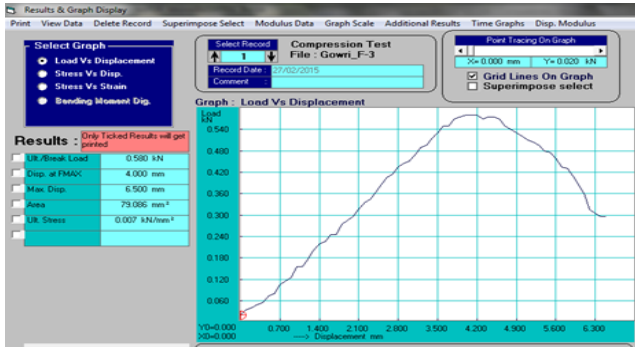 Results & Graph Display
Print View Data Delete Record Superimpose Select Modulus Data Graph Scale Additional Results Time Graphs Disp. Modulus
Select Graph
Load Vs Displacement
Stress Vs Disp.
Stress Vs Strain
Bending Moment Dig.
Select Record
1
Compression Test
File : Gowri_F-3
Record Date : 27/02/2015
Comment :
Point Tracing On Graph
X= 0.000 mm Y= 0.020 kN
Grid Lines On Graph
Superimpose select
Results :
Only Ticked Results will get
printed
Ult./Break Load 0.580 kN
Disp. at FMAX 4.000 mm
Max. Disp. 6.500 mm
Area 79.086 mm²
Ult. Stress 0.007 kN/mm²
Graph : Load Vs Displacement
Load
kN
0.540
0.480
0.420
0.360
0.300
0.240
0.180
0.120
0.060
Y0=0.000
X0=0.000
0.700 1.400 2.100 2.800 3.500 4.200 4.900 5.600 6.300
Displacement mm